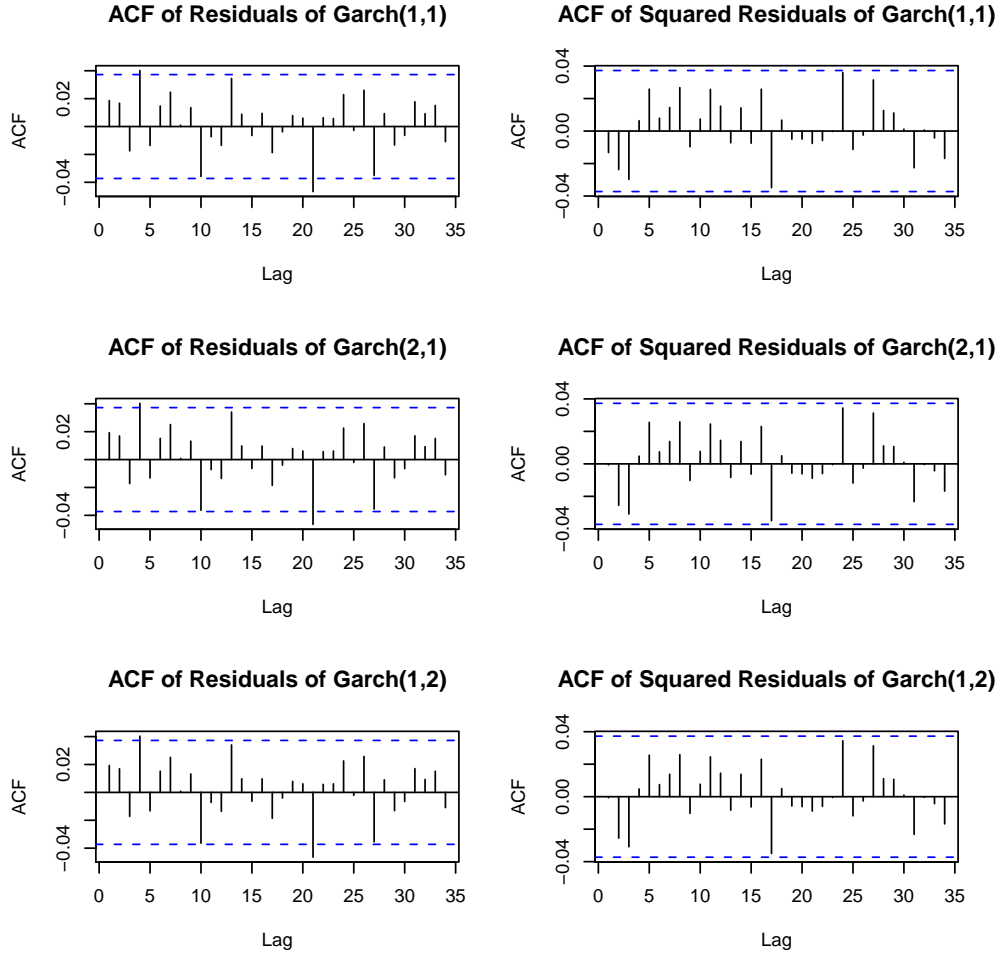 ACF of Residuals of Garch(1,1)
ACF
0.02
−0.04
0 5 10 15 20 25 30 35
Lag
ACF of Squared Residuals of Garch(1,1)
ACF
0.04
0.00
−0.04
0 5 10 15 20 25 30 35
Lag
ACF of Residuals of Garch(2,1)
ACF
0.02
−0.04
0 5 10 15 20 25 30 35
Lag
ACF of Squared Residuals of Garch(2,1)
ACF
0.04
0.00
−0.04
0 5 10 15 20 25 30 35
Lag
ACF of Residuals of Garch(1,2)
ACF
0.02
−0.04
0 5 10 15 20 25 30 35
Lag
ACF of Squared Residuals of Garch(1,2)
ACF
0.04
0.00
−0.04
0 5 10 15 20 25 30 35
Lag